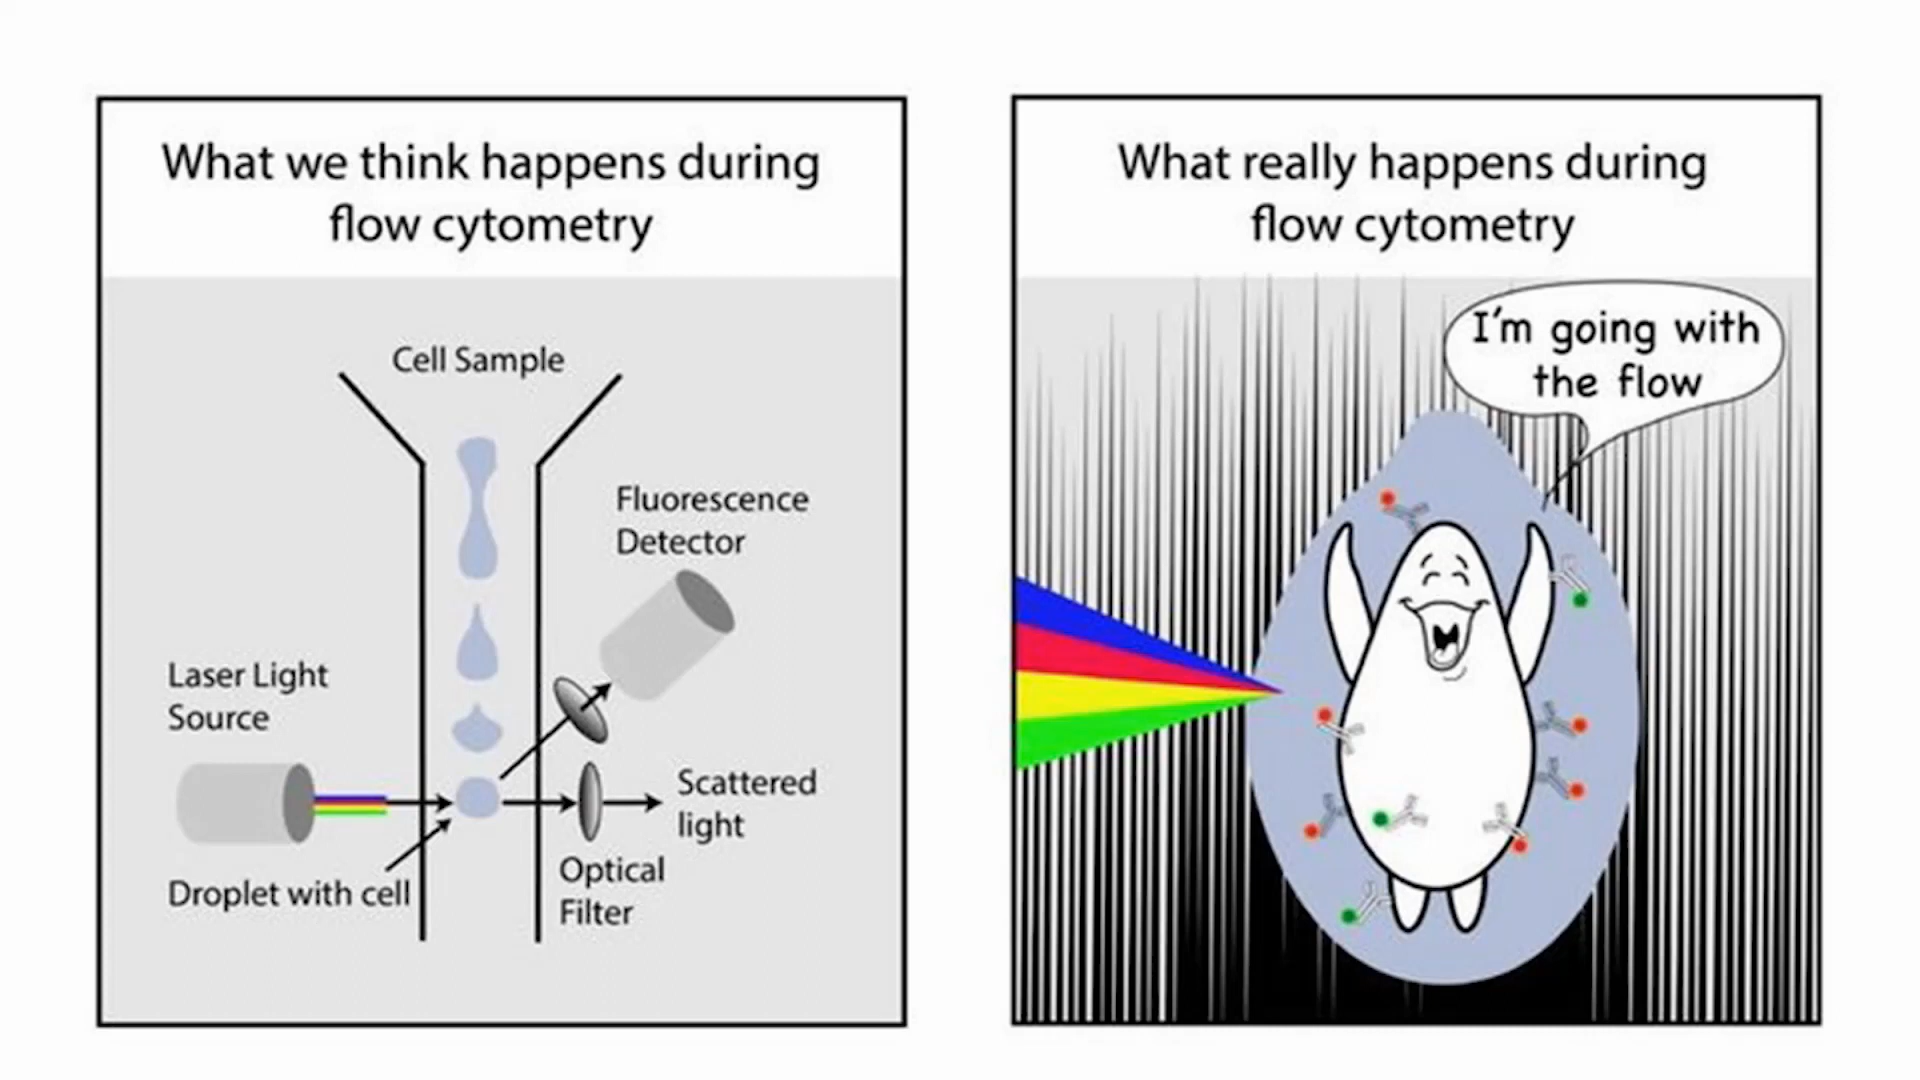 What we think happens during
flow cytometry
Cell Sample
Fluorescence
Detector
Laser Light
Source
Scattered
light
Droplet with cell
Optical
Filter
What really happens during
flow cytometry
I'm going with
the flow